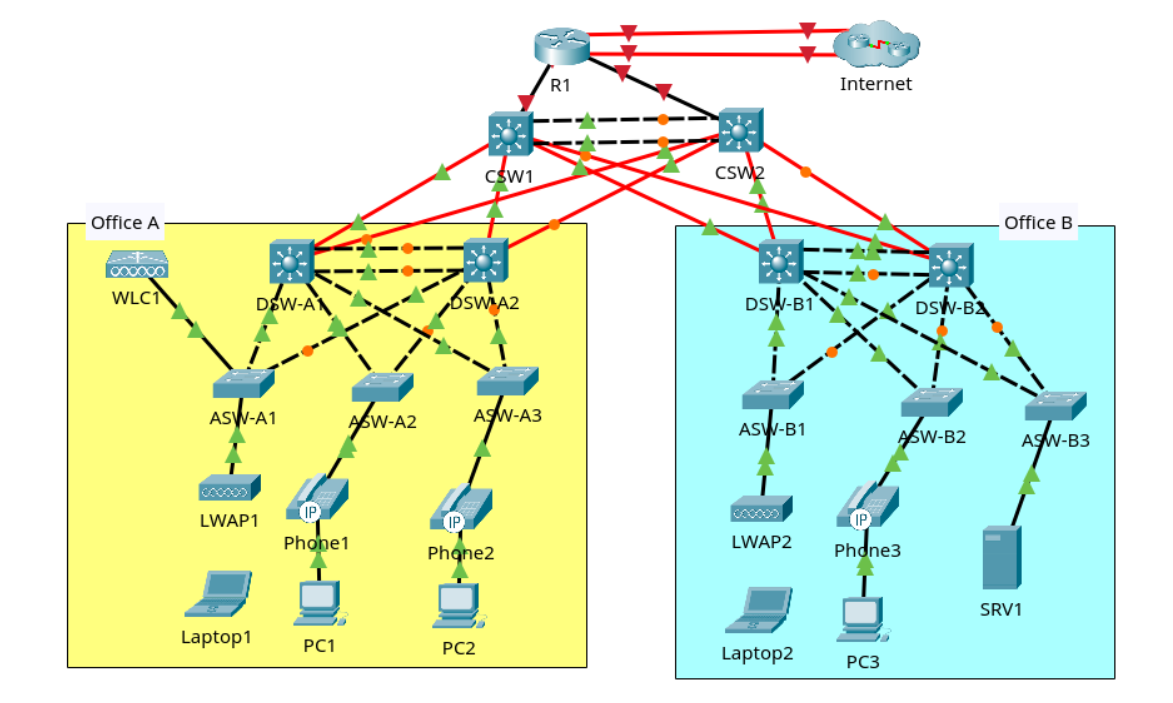 Internet
R1
CSW1
CSW2
Office A
Office B
WLC1
DSW-A1
DSW-A2
DSW-B1
DSW-B2
ASW-A1
ASW-A2
ASW-A3
ASW-B1
ASW-B2
ASW-B3
LWAP1
IP
Phone1
IP
Phone2
LWAP2
IP
Phone3
SRV1
Laptop1
PC1
PC2
Laptop2
PC3